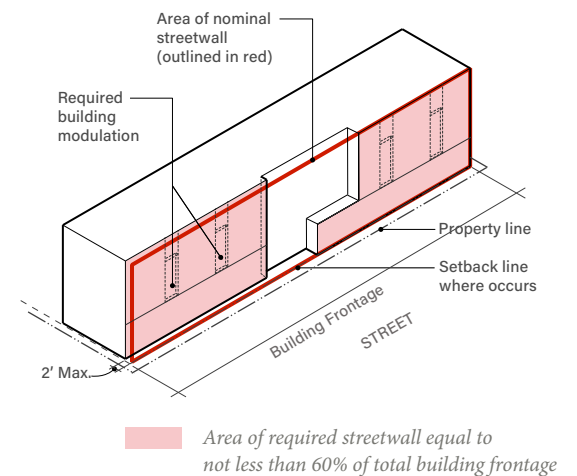 Area of nominal
streetwall
(outlined in red)
Required
building
modulation
Property line
Setback line
where occurs
Building Frontage
STREET
2’ Max.
Area of required streetwall equal to
not less than 60% of total building frontage